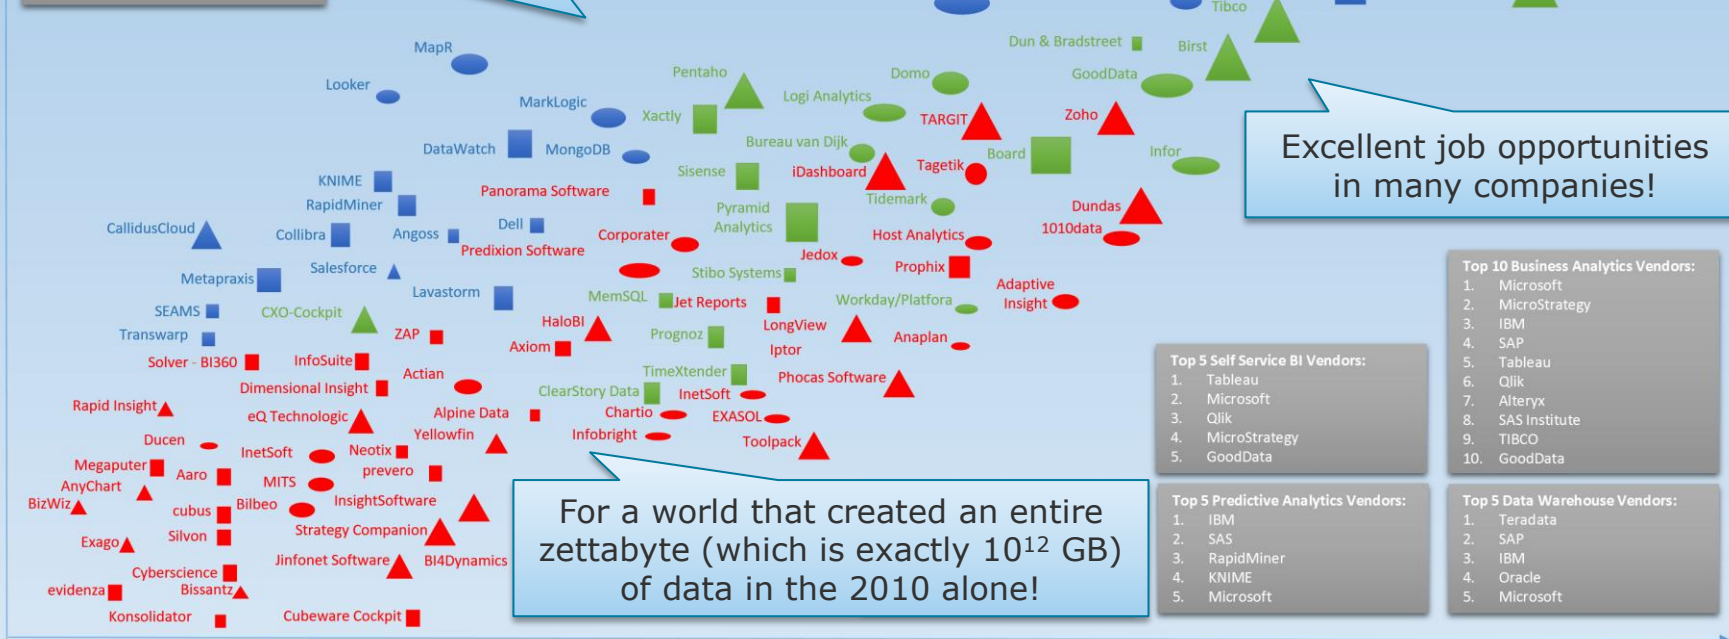 Tibco
Dun & Bradstreet
Birst
MapR
Pentaho
Domo
GoodData
Looker
MarkLogic
Logi Analytics
Xactly
TARGIT
Zoho
DataWatch
MongoDB
Bureau van Dijk
Board
Infor
Excellent job opportunities
in many companies!
KNIME
Sisense
iDashboard
Tagetik
Panorama Software
RapidMiner
Tidemark
Dundas
CallidusCloud
Collibra
Angoss
Dell
Pyramid
Analytics
Corporater
Host Analytics
1010data
Predixion Software
Jedox
Prophix
Metapraxis
Salesforce
Stibo Systems
Adaptive
Insight
Lavastorm
MemSQL
Jet Reports
Workday/Platfora
SEAMS
CXO-Cockpit
HaloBI
LongView
Transwarp
ZAP
Prognoz
Anaplan
Axiom
Iptor
Solver - BI360
InfoSuite
Actian
TimeXtender
Phocas Software
Dimensional Insight
ClearStory Data
InetSoft
Rapid Insight
eQ Technologic
Alpine Data
Chartio
EXASOL
Yellowfin
Infobright
Toolpack
Ducen
InetSoft
Neotix
Megaputer
Aaro
MITS
prevero
AnyChart
BizWiz
cubus
Bilbeo
InsightSoftware
Silvon
Strategy Companion
Exago
Jinfonet Software
BI4Dynamics
Cyberscience
evidenza
Bissantz
Konsolidator
Cubeware Cockpit
For a world that created an entire
zettabyte (which is exactly 10¹² GB)
of data in the 2010 alone!
Top 5 Self Service BI Vendors:
1. Tableau
2. Microsoft
3. Qlik
4. MicroStrategy
5. GoodData
Top 10 Business Analytics Vendors:
1. Microsoft
2. MicroStrategy
3. IBM
4. SAP
5. Tableau
6. Qlik
7. Alteryx
8. SAS Institute
9. TIBCO
10. GoodData
Top 5 Predictive Analytics Vendors:
1. IBM
2. SAS
3. RapidMiner
4. KNIME
5. Microsoft
Top 5 Data Warehouse Vendors:
1. Teradata
2. SAP
3. IBM
4. Oracle
5. Microsoft